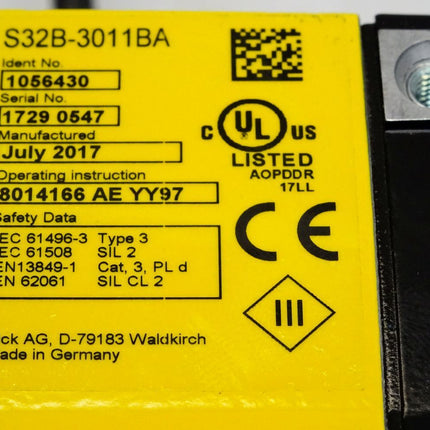 S32B-3011BA
Ident No.
1056430
Serial No.
1729 0547
Manufactured
July 2017
Operating instruction
8014166 AE YY97
Safety Data
EC 61496-3 Type 3
EC 61508 SIL 2
EN13849-1 Cat, 3, PL d
EN 62061 SIL CL 2
ick AG, D-79183 Waldkirch
ade in Germany
C UL US
LISTED
AOPDDR
17LL
CE
III